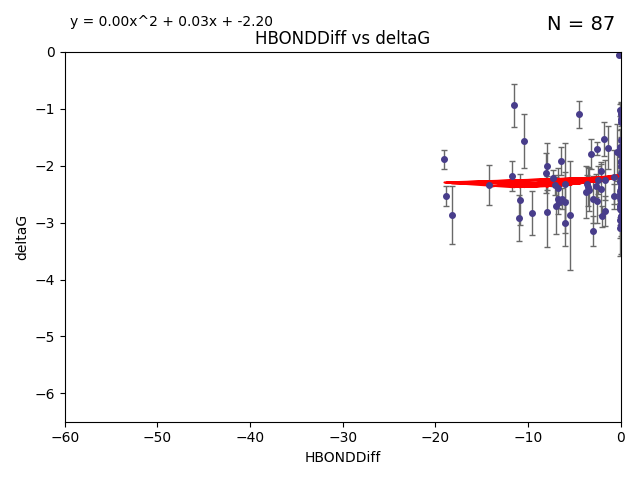 y = 0.00x^2 + 0.03x + -2.20
N = 87
HBONDDiff vs deltaG
0
−1
−2
−3
−4
−5
−6
deltaG
−60
−50
−40
−30
−20
−10
0
HBONDDiff